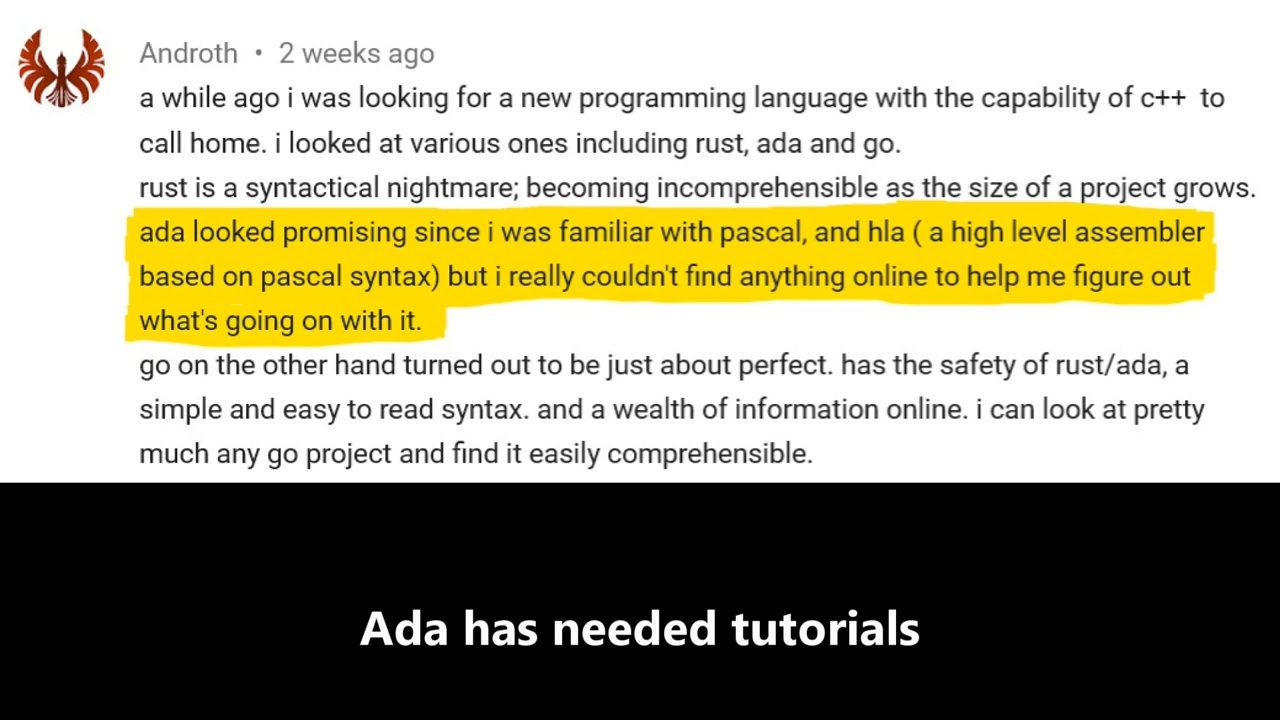 Androth • 2 weeks ago
a while ago i was looking for a new programming language with the capability of c++  to
call home. i looked at various ones including rust, ada and go.
rust is a syntactical nightmare; becoming incomprehensible as the size of a project grows.
ada looked promising since i was familiar with pascal, and hla ( a high level assembler
based on pascal syntax) but i really couldn't find anything online to help me figure out
what's going on with it.
go on the other hand turned out to be just about perfect. has the safety of rust/ada, a
simple and easy to read syntax. and a wealth of information online. i can look at pretty
much any go project and find it easily comprehensible.
Ada has needed tutorials